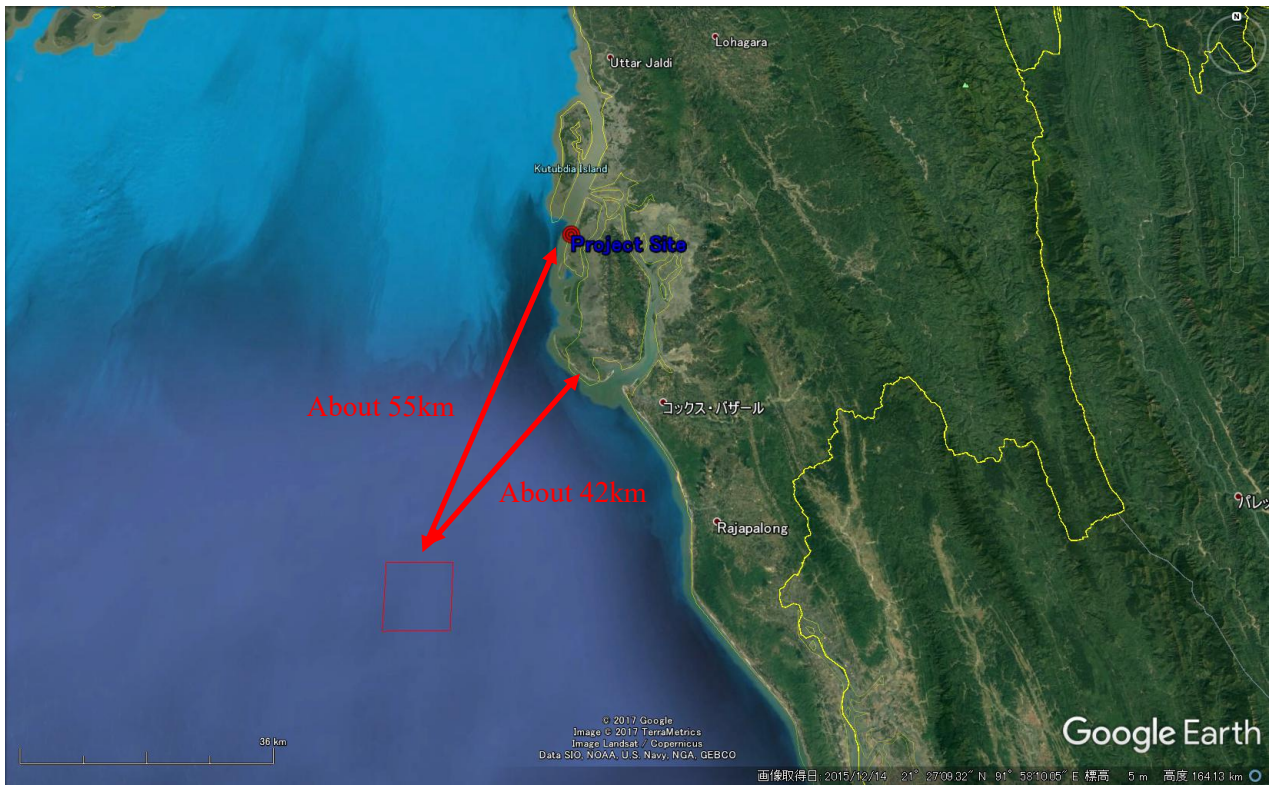 N
Lohagara
Uttar Jaldi
Kutubdia Island
Project Site
About 55km
コックス・バザール
About 42km
バレッ
Rajapalong
© 2017 Google
Image © 2017 TerraMetrics
Image Landsat / Copernicus
Data SIO, NOAA, U.S. Navy, NGA, GEBCO
36 km
Google Earth
画像取得日: 2015/12/14 21° 27'09.32" N 91° 58'10.05" E 標高 5 m 高度 164.13 km